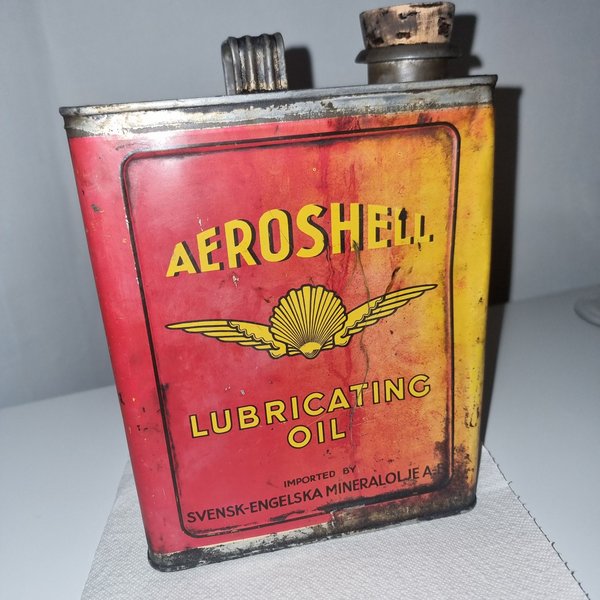 AEROSHELL
LUBRICATING
OIL
IMPORTED BY
SVENSK-ENGELSKA MINERALOLJE A-B